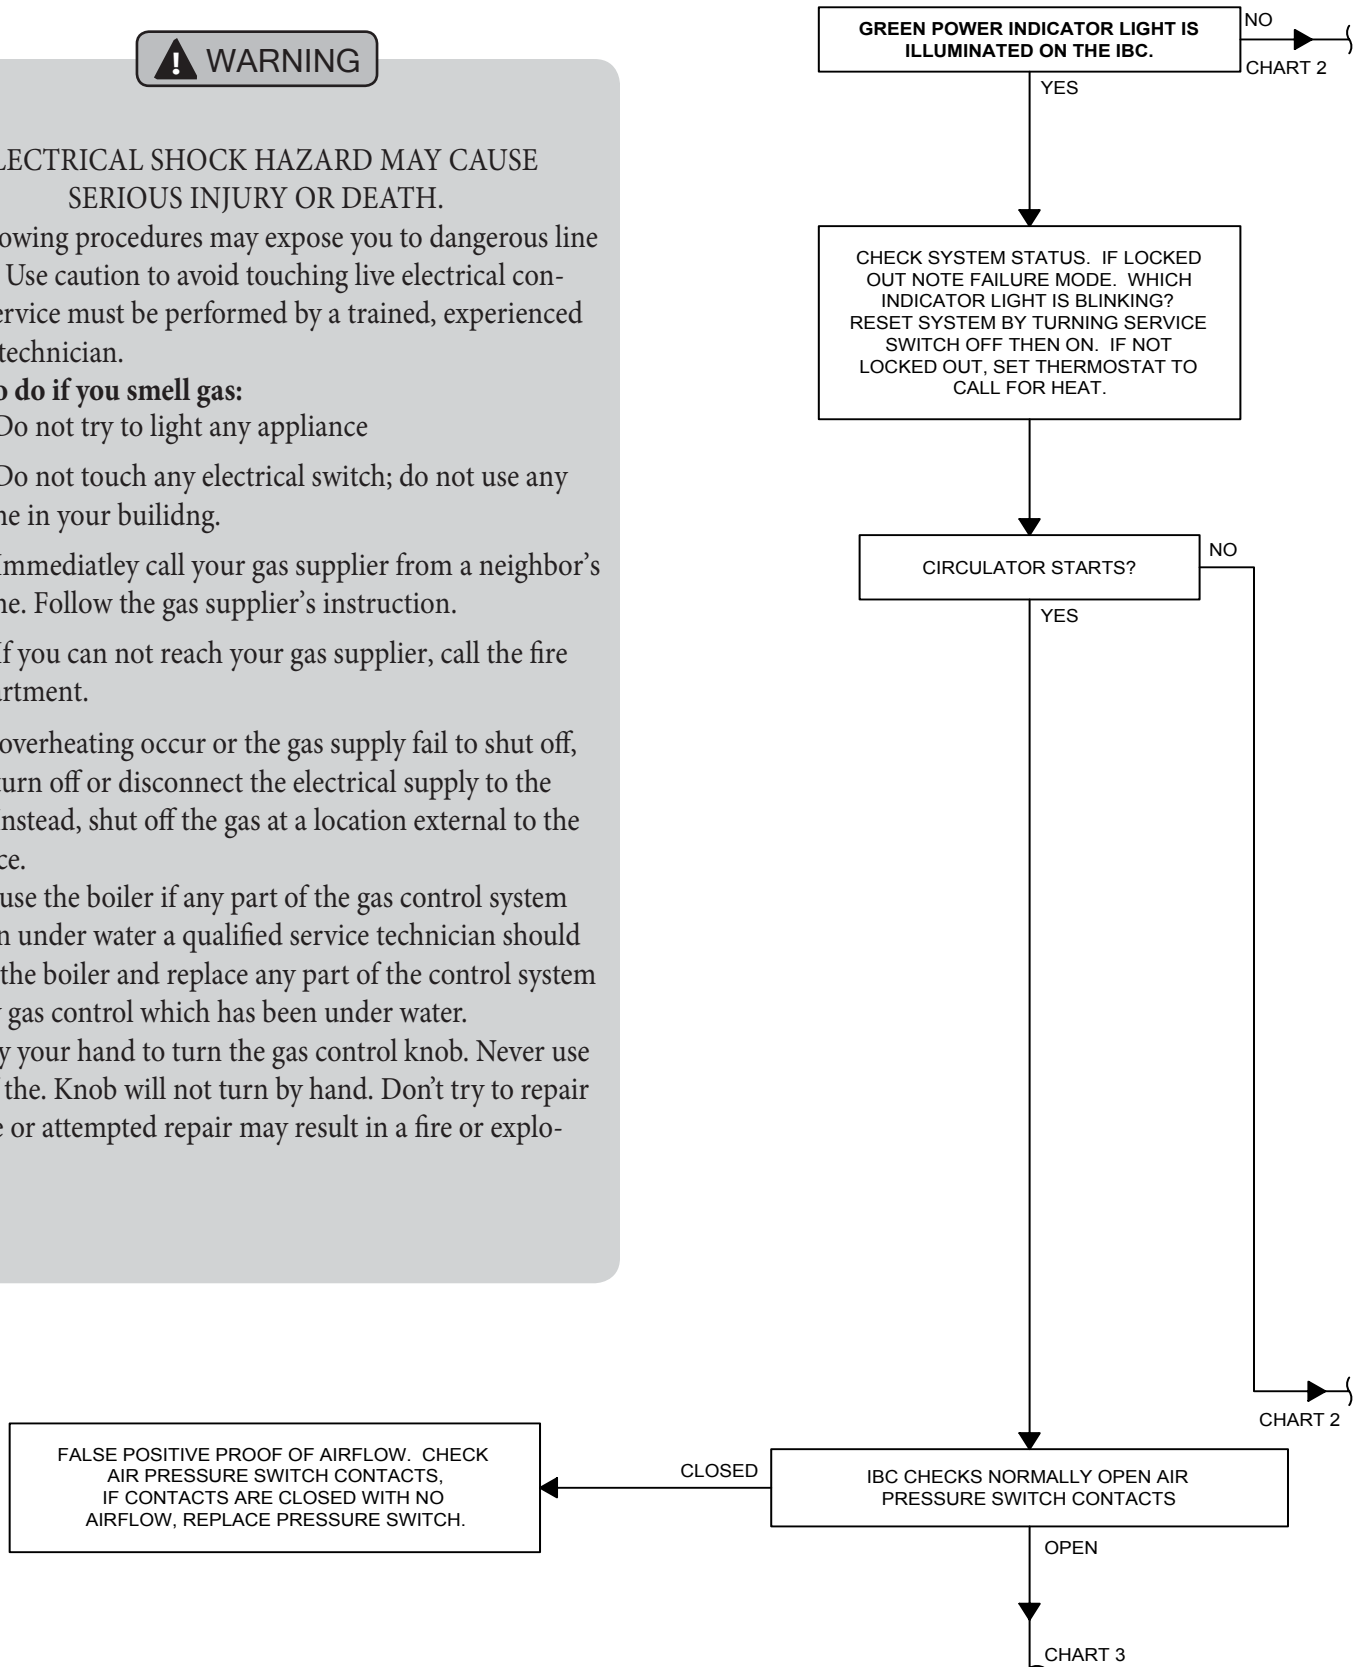 WARNING
LECTRICAL SHOCK HAZARD MAY CAUSE
SERIOUS INJURY OR DEATH.
owing procedures may expose you to dangerous line
Use caution to avoid touching live electrical con-
ervice must be performed by a trained, experienced
technician.
o do if you smell gas:
Do not try to light any appliance
Do not touch any electrical switch; do not use any
ne in your builidng.
Immediatley call your gas supplier from a neighbor’s
ne. Follow the gas supplier’s instruction.
If you can not reach your gas supplier, call the fire
artment.
overheating occur or the gas supply fail to shut off,
turn off or disconnect the electrical supply to the
nstead, shut off the gas at a location external to the
ce.
use the boiler if any part of the gas control system
n under water a qualified service technician should
the boiler and replace any part of the control system
gas control which has been under water.
y your hand to turn the gas control knob. Never use
the. Knob will not turn by hand. Don’t try to repair
e or attempted repair may result in a fire or explo-
GREEN POWER INDICATOR LIGHT IS
ILLUMINATED ON THE IBC.
NO
CHART 2
YES
CHECK SYSTEM STATUS. IF LOCKED
OUT NOTE FAILURE MODE. WHICH
INDICATOR LIGHT IS BLINKING?
RESET SYSTEM BY TURNING SERVICE
SWITCH OFF THEN ON. IF NOT
LOCKED OUT, SET THERMOSTAT TO
CALL FOR HEAT.
CIRCULATOR STARTS?
NO
YES
CHART 2
IBC CHECKS NORMALLY OPEN AIR
PRESSURE SWITCH CONTACTS
CLOSED
FALSE POSITIVE PROOF OF AIRFLOW. CHECK
AIR PRESSURE SWITCH CONTACTS,
IF CONTACTS ARE CLOSED WITH NO
AIRFLOW, REPLACE PRESSURE SWITCH.
OPEN
CHART 3